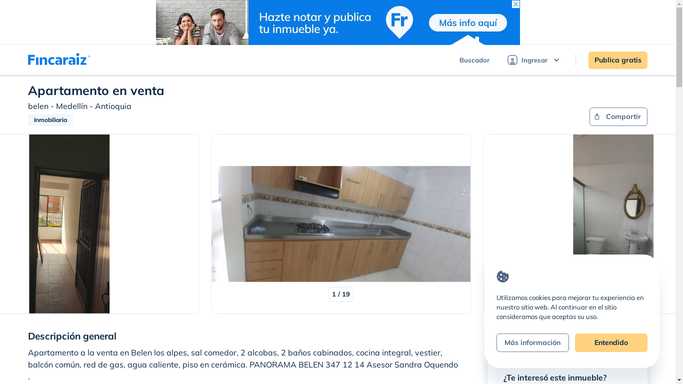 Hazte notar y publica
tu inmueble ya.
Fr
Más info aquí
Fincaraiz
Buscador
Ingresar
Publica gratis
Apartamento en venta
belen - Medellín - Antioquia
Inmobiliaria
Compartir
1 / 19
Utilizamos cookies para mejorar tu experiencia en
nuestro sitio web. Al continuar en el sitio
consideramos que aceptas su uso.
Más información
Entendido
Descripción general
Apartamento a la venta en Belen los alpes, sal comedor, 2 alcobas, 2 baños cabinados, cocina integral, vestier,
balcón común, red de gas, agua caliente, piso en cerámica. PANORAMA BELEN 347 12 14 Asesor Sandra Oquendo
.
¿Te interesó este inmueble?